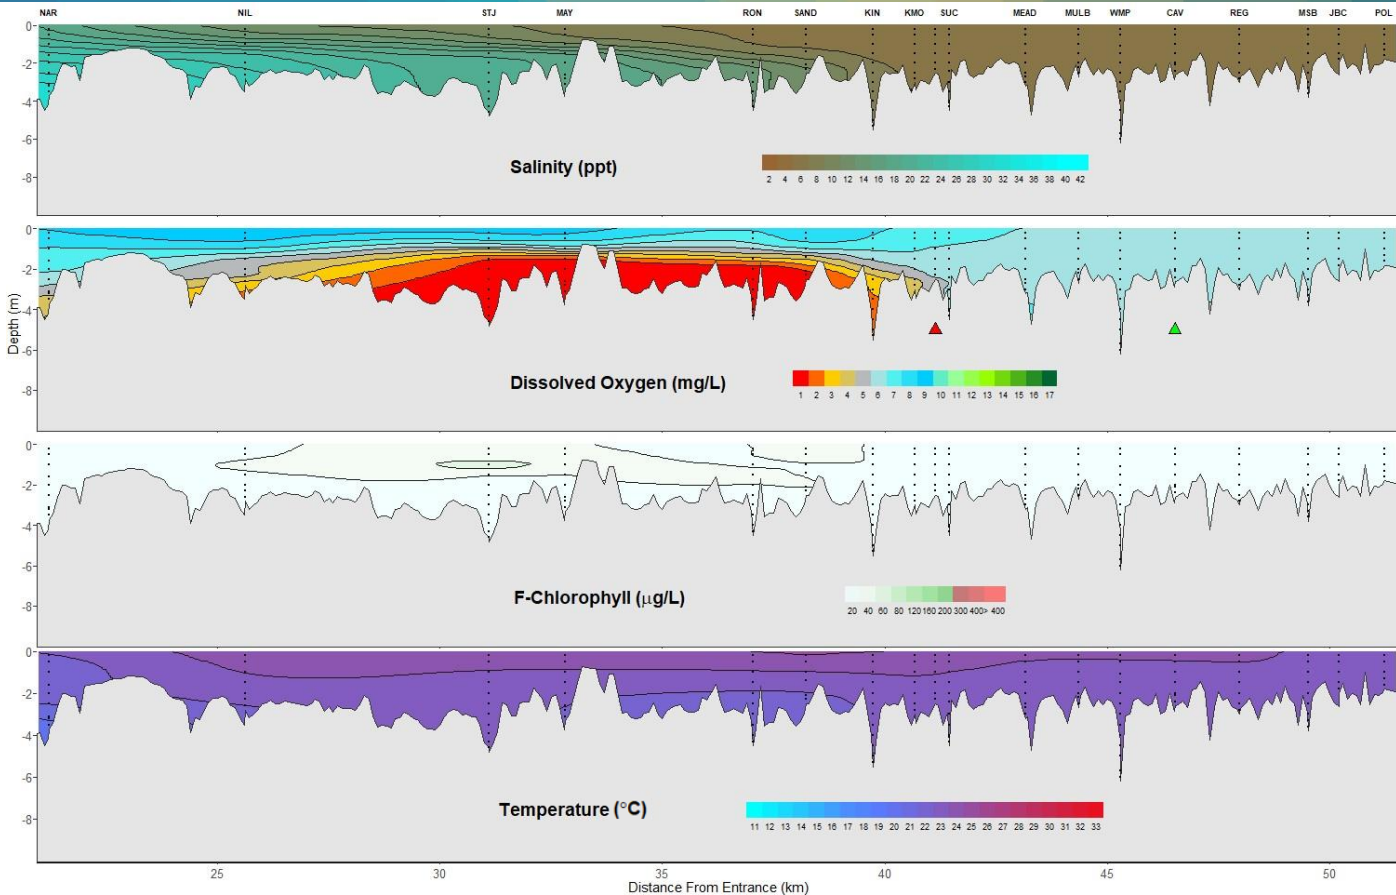 NAR NIL STJ MAY RON SAND KIN KMO SUC MEAD MULB WMP CAV REG MSB JBC POL
0
-2
-4
-6
-8
Salinity (ppt)
2 4 6 8 10 12 14 16 18 20 22 24 26 28 30 32 34 36 38 40 42
0
-2
-4
-6
-8
Dissolved Oxygen (mg/L)
1 2 3 4 5 6 7 8 9 10 11 12 13 14 15 16 17
Depth (m)
0
-2
-4
-6
-8
F-Chlorophyll (μg/L)
20 40 60 80 120 160 200 300 400 > 400
0
-2
-4
-6
-8
Temperature (°C)
11 12 13 14 15 16 17 18 19 20 21 22 23 24 25 26 27 28 29 30 31 32 33
25 30 35 40 45 50
Distance From Entrance (km)